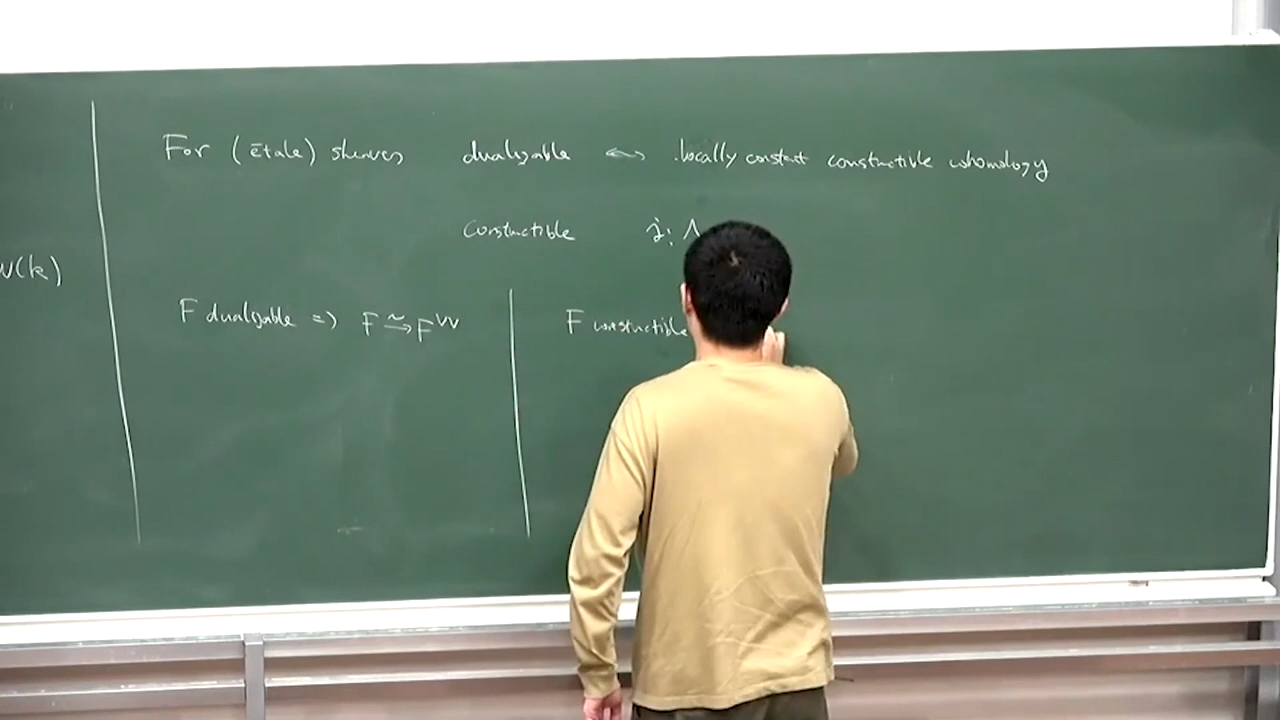 For (étale) sheaves dualizable ⟷ locally constant constructible cohomology
W(k)
Constructible j: Λ
F dualizable ⇒ F ⥲ F^∨∨
F constructible